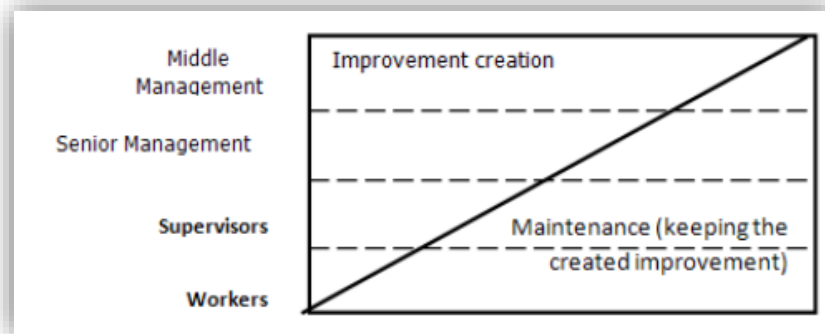 Middle
Management
Improvement creation
Senior Management
Supervisors
Maintenance (keeping the
created improvement)
Workers